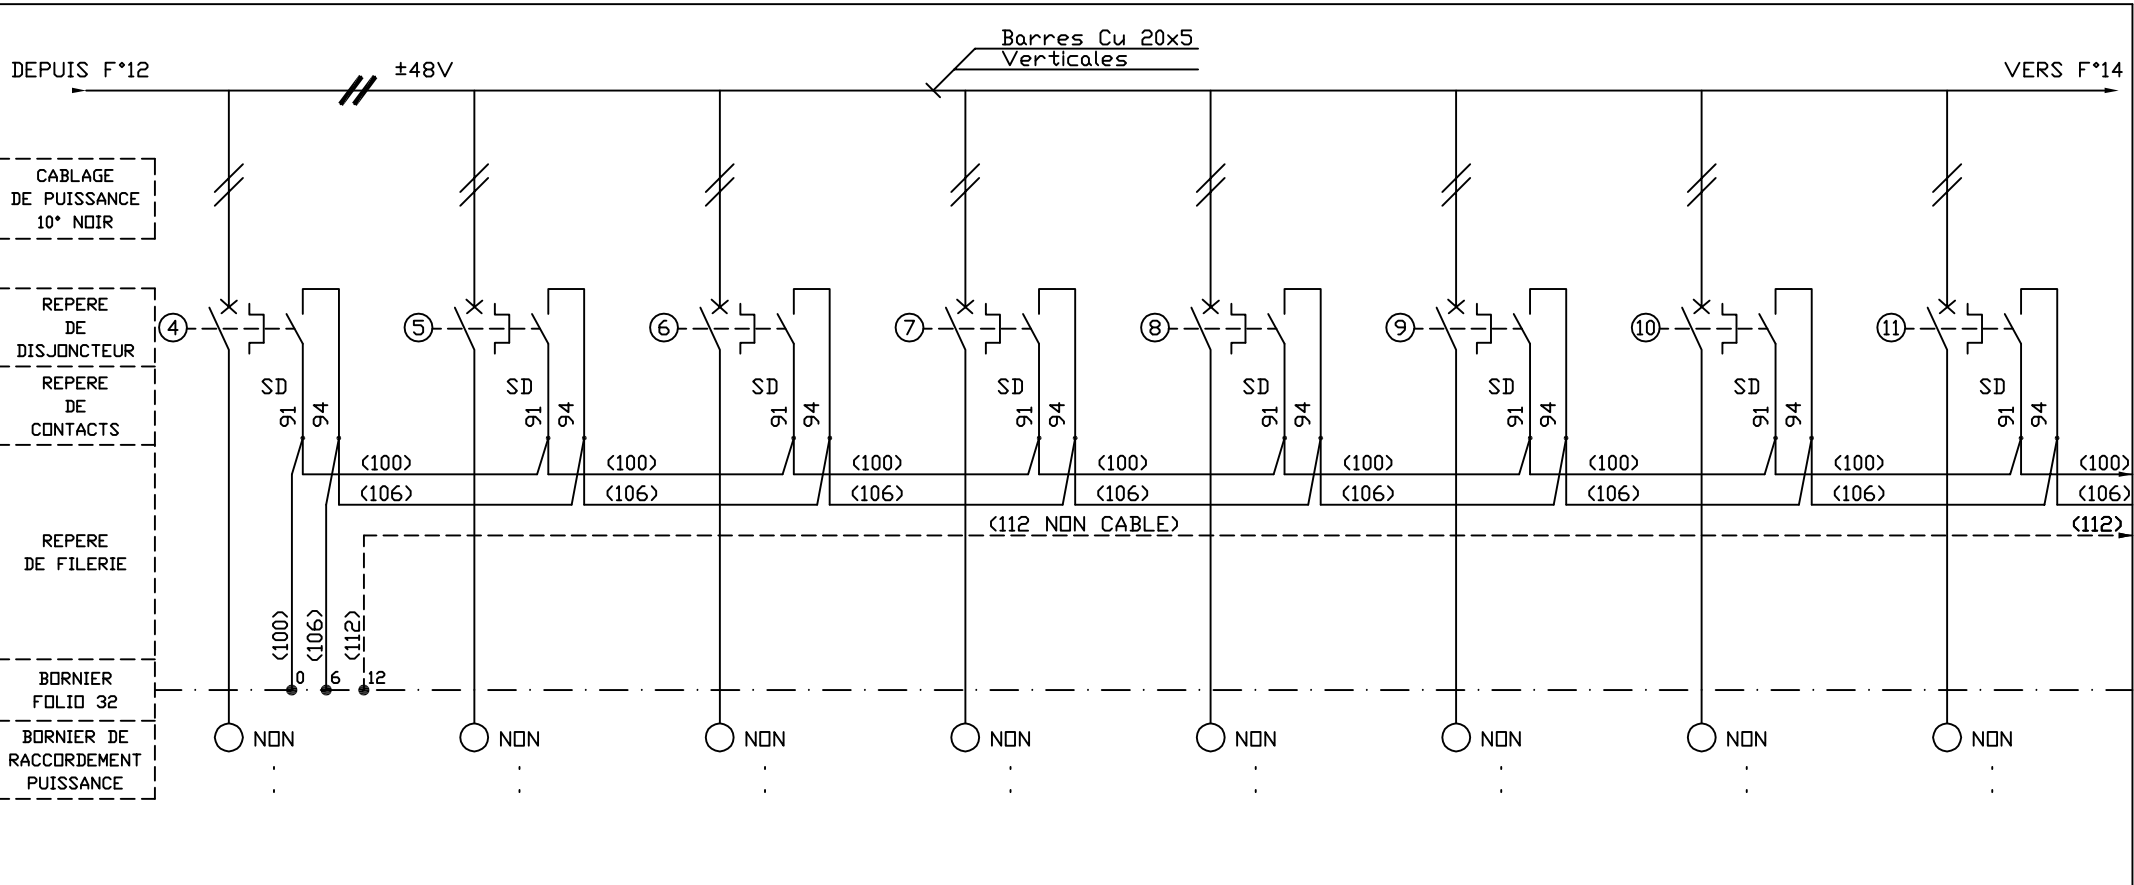 Barres Cu 20x5
Verticales
DEPUIS F°12
±48V
VERS F°14
CABLAGE
DE PUISSANCE
10° NOIR
REPERE
DE
DISJONCTEUR
4
5
6
7
8
9
10
11
REPERE
DE
CONTACTS
SD
91
94
SD
91
94
SD
91
94
SD
91
94
SD
91
94
SD
91
94
SD
91
94
SD
91
94
(100)
(100)
(100)
(100)
(100)
(100)
(100)
(100)
(106)
(106)
(106)
(106)
(106)
(106)
(106)
(106)
(112 NON CABLE)
(112)
REPERE
DE FILERIE
(100)
(106)
(112)
BORNIER
FOLIO 32
0
6
12
BORNIER DE
RACCORDEMENT
PUISSANCE
NON
NON
NON
NON
NON
NON
NON
NON